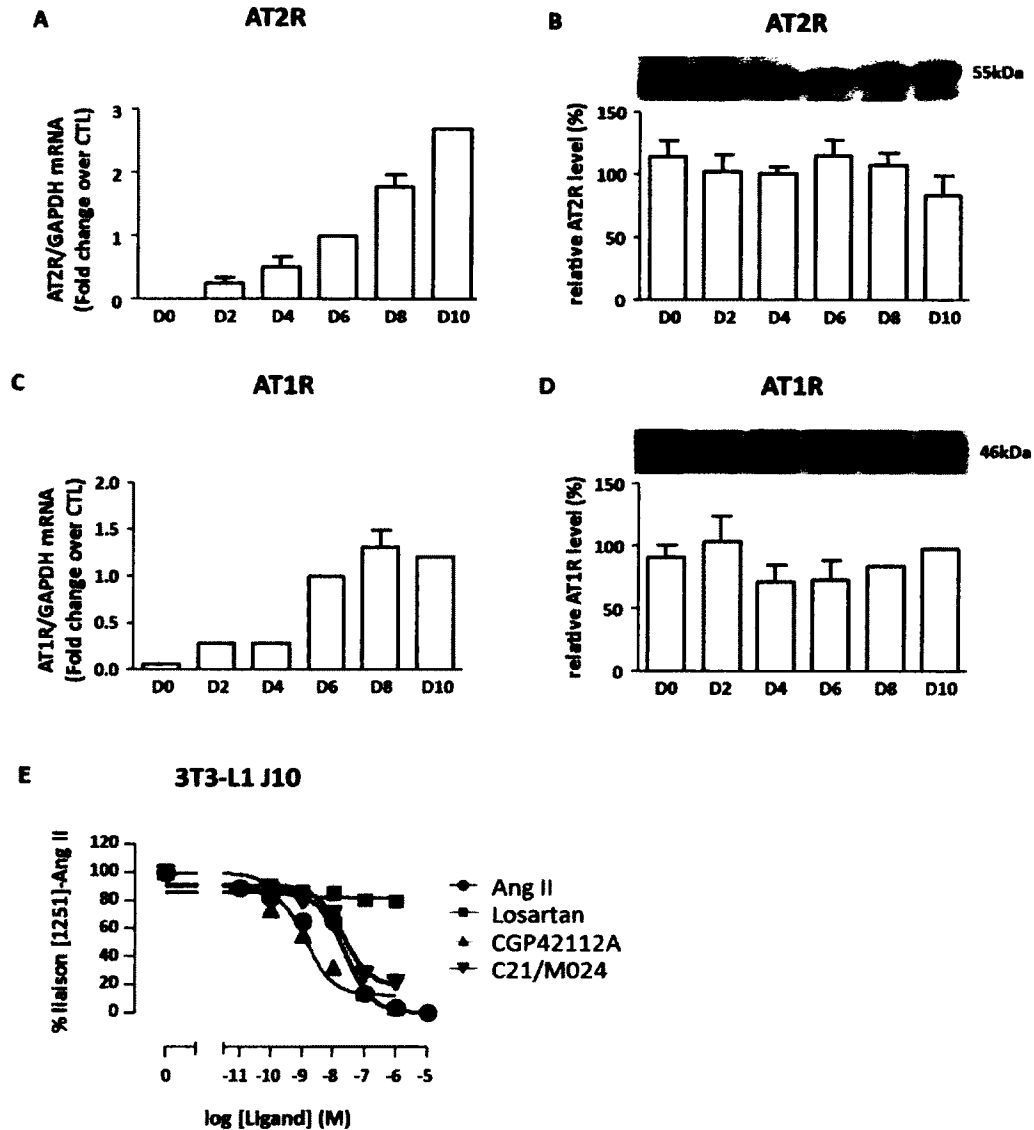 A
AT2R
AT2R/GAPDH mRNA
(Fold change over CTL)
3
2
1
0
D0 D2 D4 D6 D8 D10
B
AT2R
55kDa
relative AT2R level (%)
150
100
50
0
D0 D2 D4 D6 D8 D10
C
AT1R
AT1R/GAPDH mRNA
(Fold change over CTL)
2.0
1.5
1.0
0.5
0.0
D0 D2 D4 D6 D8 D10
D
AT1R
46kDa
relative AT1R level (%)
150
100
50
0
D0 D2 D4 D6 D8 D10
E
3T3-L1 J10
% liaison [125I]-Ang II
120
100
80
60
40
20
0
0 -11 -10 -9 -8 -7 -6 -5
log [Ligand] (M)
Ang II
Losartan
CGP42112A
C21/M024